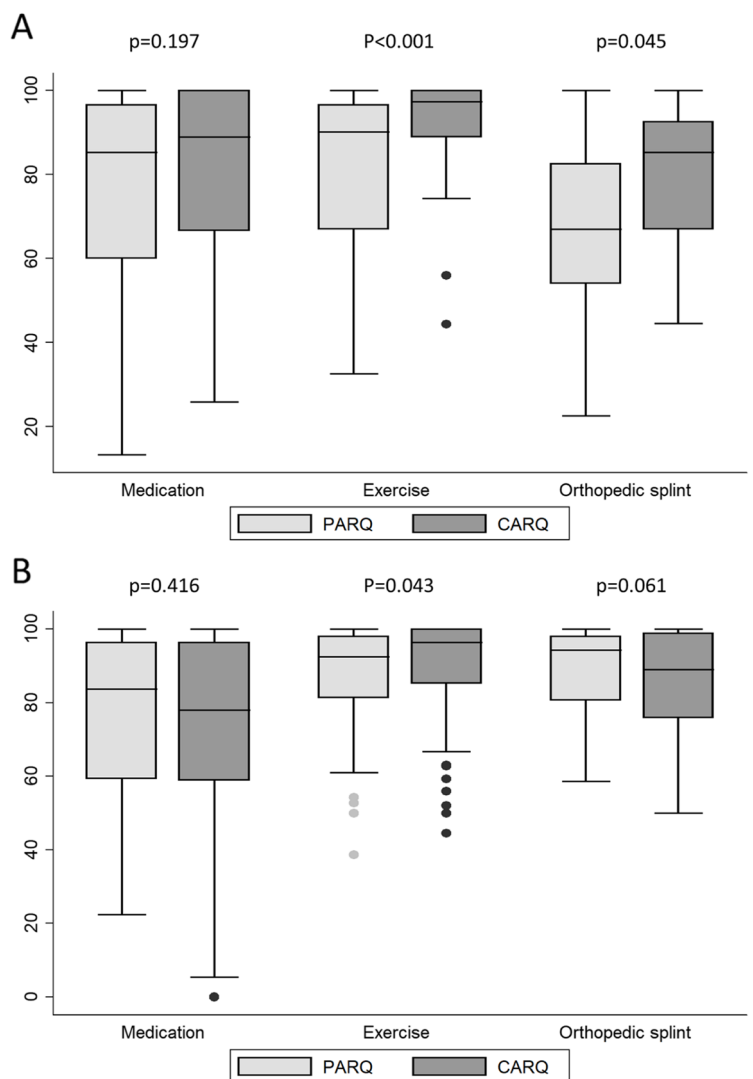 A
p=0.197 P<0.001 p=0.045
100
80
60
40
20
Medication Exercise Orthopedic splint
PARQ CARQ
B
p=0.416 P=0.043 p=0.061
100
80
60
40
20
0
Medication Exercise Orthopedic splint
PARQ CARQ